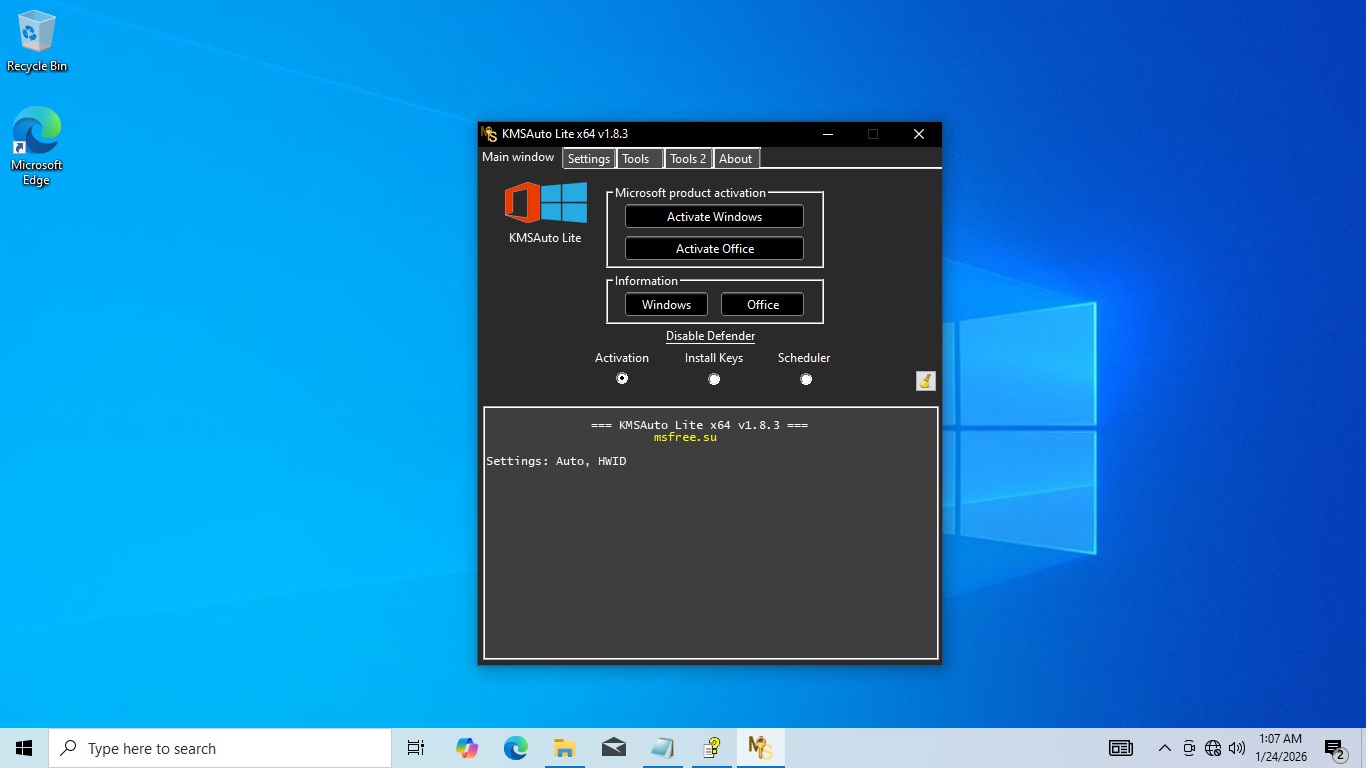 Recycle Bin
Microsoft
Edge
KMSAuto Lite x64 v1.8.3
Main window
Settings
Tools
Tools 2
About
KMSAuto Lite
Microsoft product activation
Activate Windows
Activate Office
Information
Windows
Office
Disable Defender
Activation
Install Keys
Scheduler
=== KMSAuto Lite x64 v1.8.3 ===
msfree.su
Settings: Auto, HWID
Type here to search
1:07 AM
1/24/2026
2